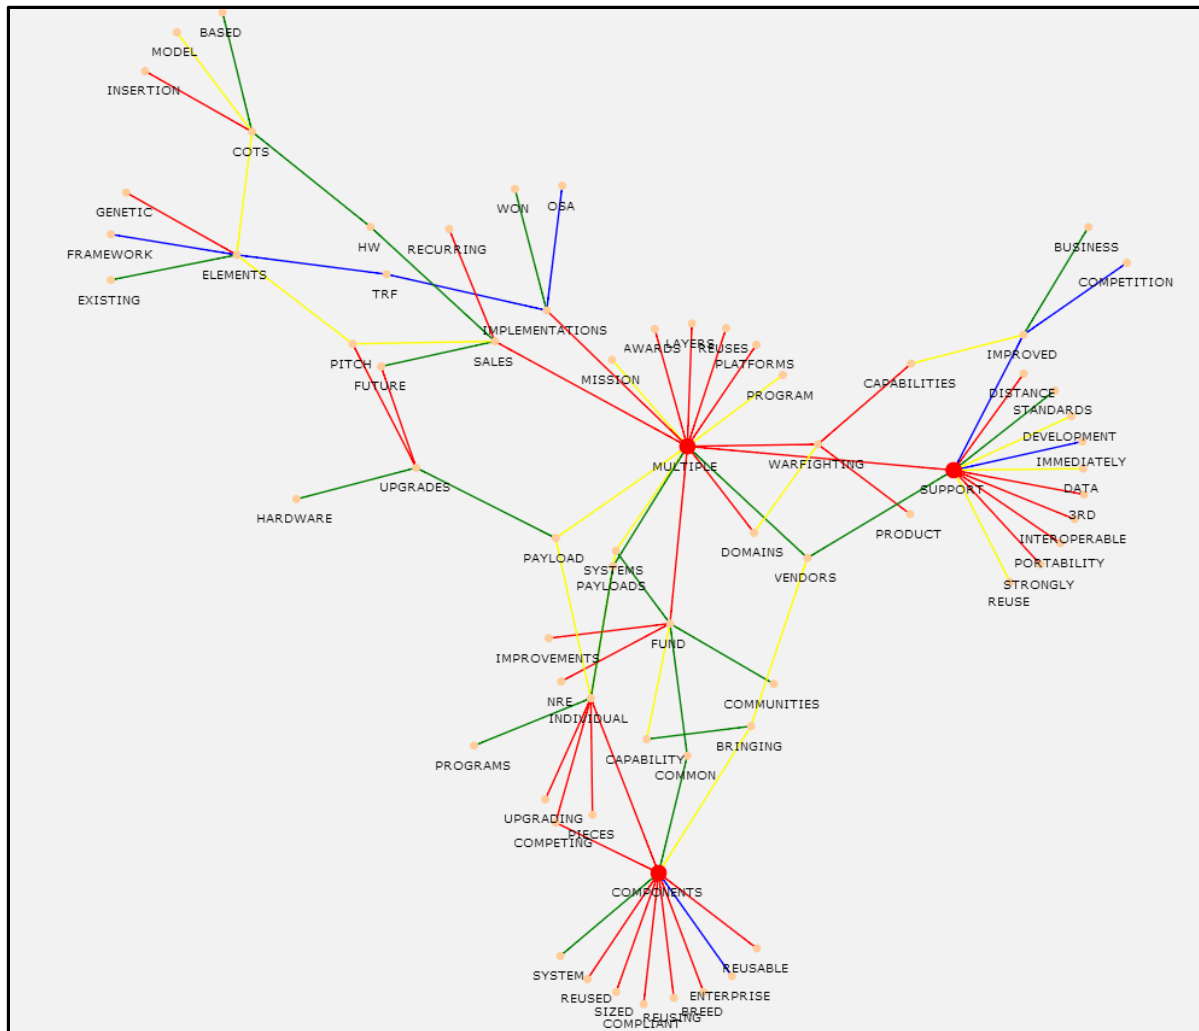 BASED
MODEL
INSERTION
COTS
GENETIC
WON
OSA
FRAMEWORK
HW
RECURRING
BUSINESS
ELEMENTS
COMPETITION
EXISTING
TRF
IMPLEMENTATIONS
LAYERS
AWARDS
REUSES
IMPROVED
PITCH
SALES
PLATFORMS
FUTURE
MISSION
CAPABILITIES
PROGRAM
DISTANCE
STANDARDS
DEVELOPMENT
MULTIPLE
WARFIGHTING
IMMEDIATELY
UPGRADES
SUPPORT
DATA
HARDWARE
3RD
PRODUCT
INTEROPERABLE
PAYLOAD
DOMAINS
PORTABILITY
SYSTEMS
VENDORS
STRONGLY
PAYLOADS
REUSE
FUND
IMPROVEMENTS
NRE
COMMUNITIES
INDIVIDUAL
BRINGING
PROGRAMS
CAPABILITY
COMMON
UPGRADING
PIECES
COMPETING
COMPONENTS
REUSABLE
SYSTEM
ENTERPRISE
REUSED
SIZED
BREED
REUSING
COMPLIANT